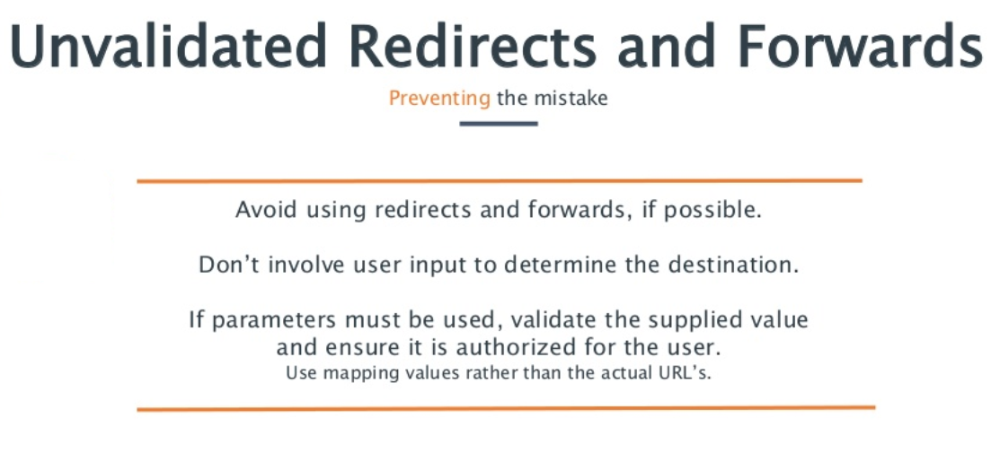 Unvalidated Redirects and Forwards
Preventing the mistake
Avoid using redirects and forwards, if possible.
Don’t involve user input to determine the destination.
If parameters must be used, validate the supplied value
and ensure it is authorized for the user.
Use mapping values rather than the actual URL’s.